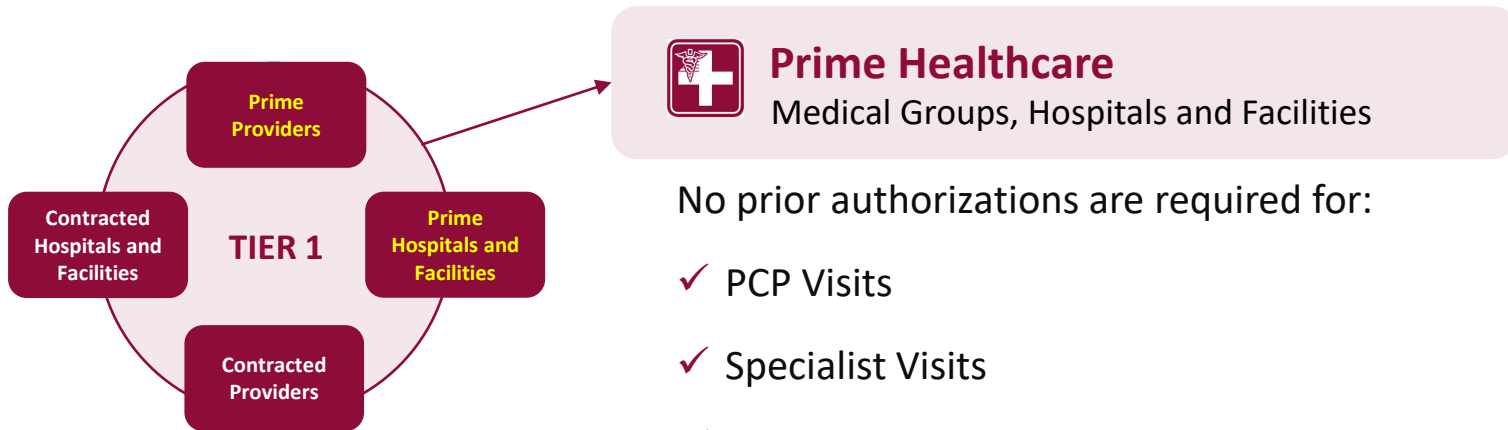 Prime
Providers
Contracted
Hospitals and
Facilities
TIER 1
Prime
Hospitals and
Facilities
Contracted
Providers
Prime Healthcare
Medical Groups, Hospitals and Facilities
No prior authorizations are required for:
✓ PCP Visits
✓ Specialist Visits